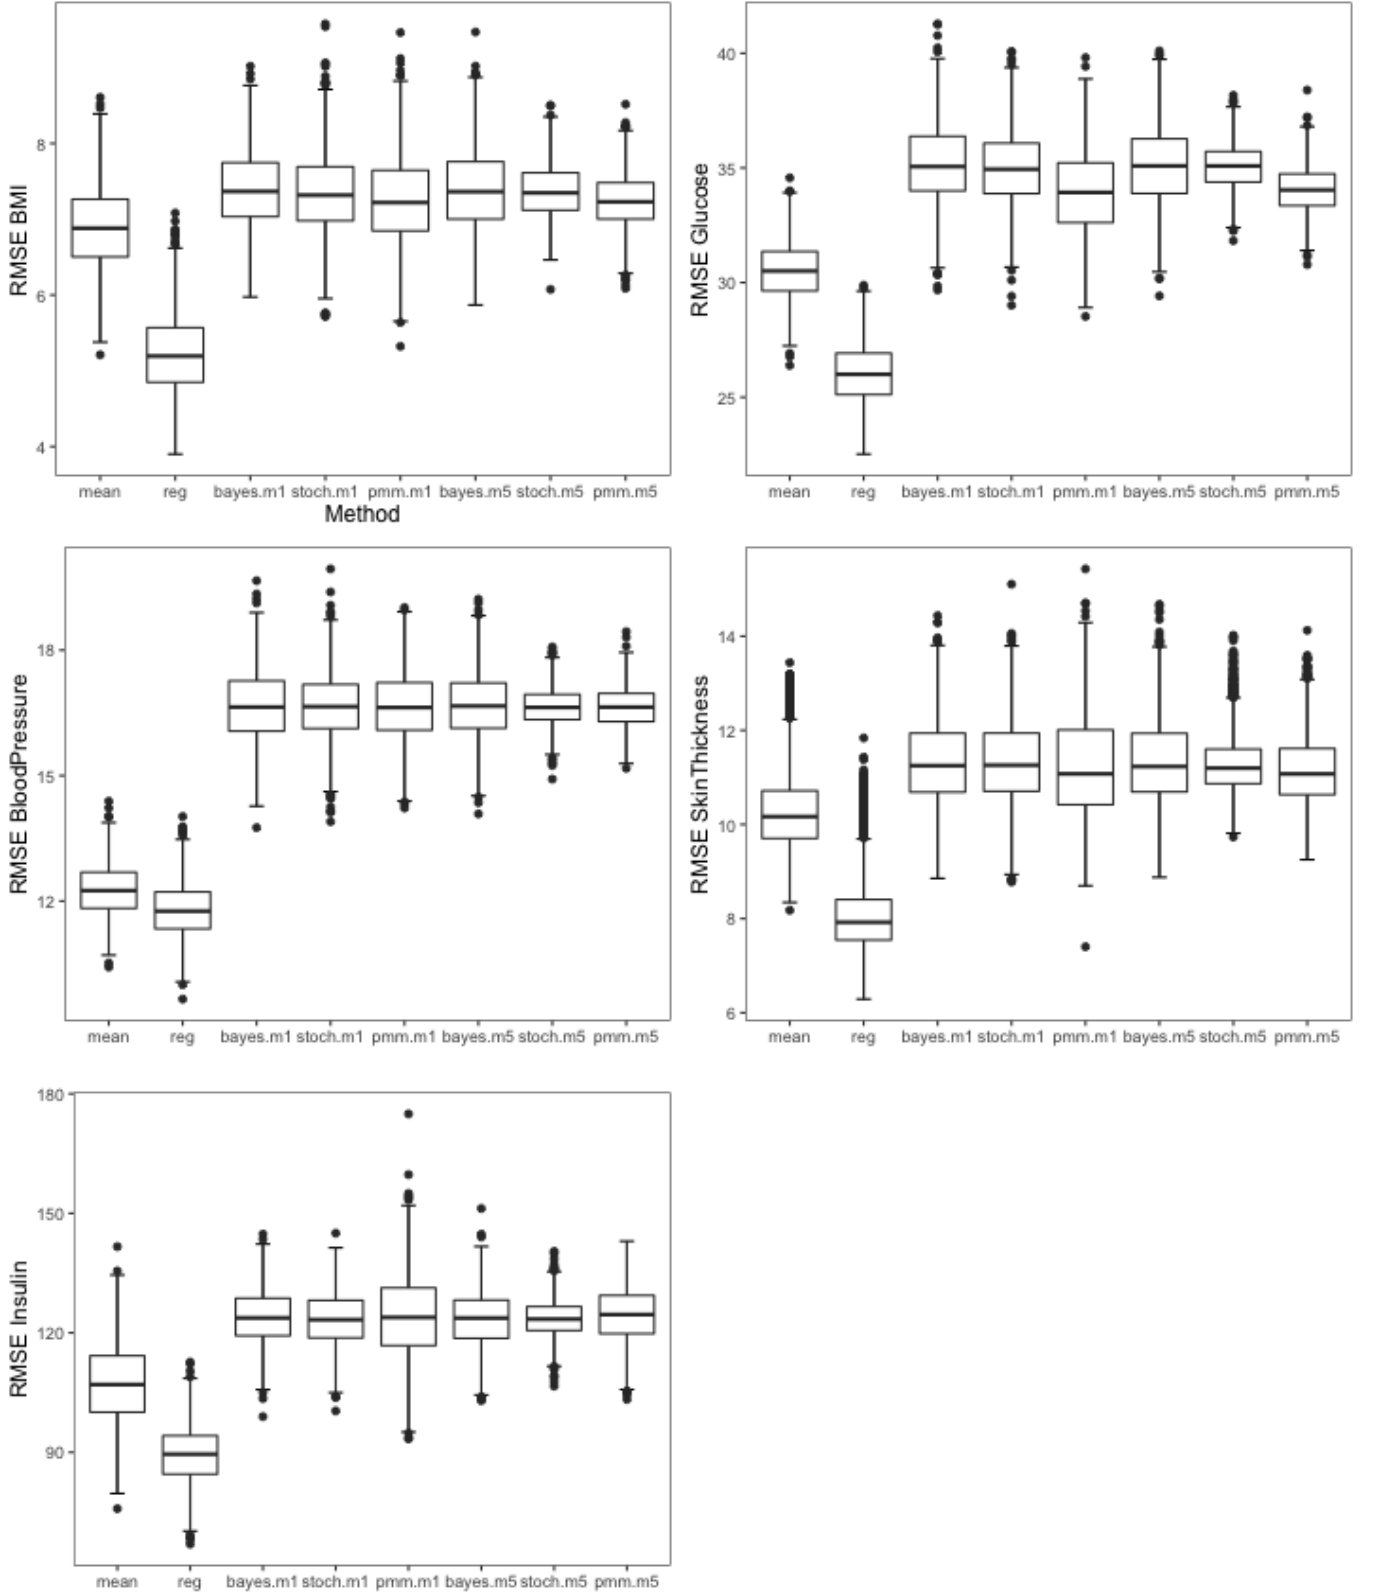 RMSE BMI
8
6
4
mean reg bayes.m1 stoch.m1 pmm.m1 bayes.m5 stoch.m5 pmm.m5
Method
RMSE Glucose
40
35
30
25
mean reg bayes.m1 stoch.m1 pmm.m1 bayes.m5 stoch.m5 pmm.m5
RMSE BloodPressure
18
15
12
mean reg bayes.m1 stoch.m1 pmm.m1 bayes.m5 stoch.m5 pmm.m5
RMSE SkinThickness
14
12
10
8
6
mean reg bayes.m1 stoch.m1 pmm.m1 bayes.m5 stoch.m5 pmm.m5
RMSE Insulin
180
150
120
90
mean reg bayes.m1 stoch.m1 pmm.m1 bayes.m5 stoch.m5 pmm.m5